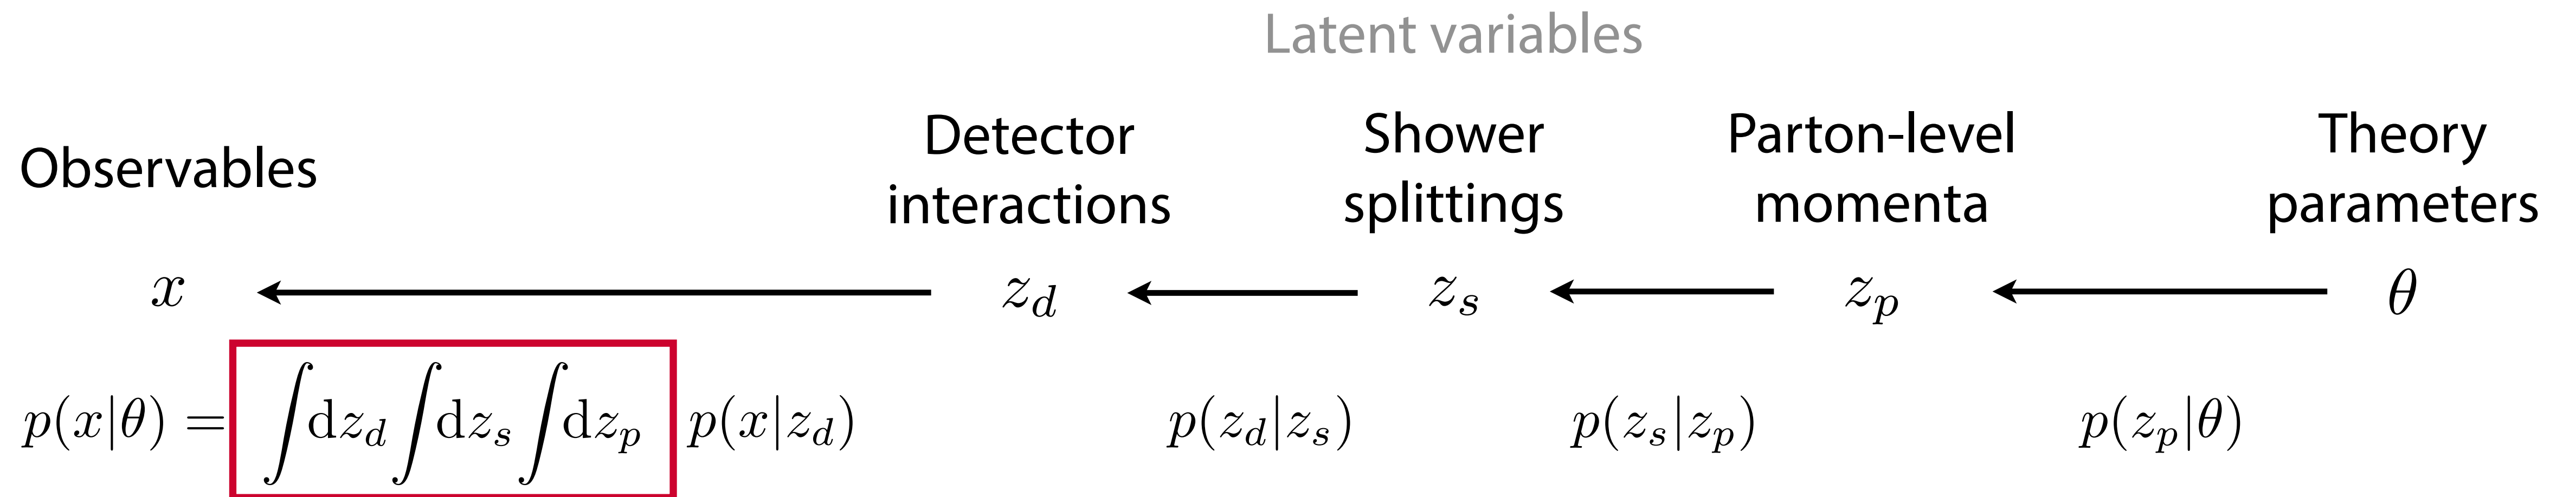 Latent variables
Observables
Detector
interactions
Shower
splittings
Parton-level
momenta
Theory
parameters
x z_d z_s z_p θ
p(x|θ) = ∫dz_d ∫dz_s ∫dz_p p(x|z_d) p(z_d|z_s) p(z_s|z_p) p(z_p|θ)